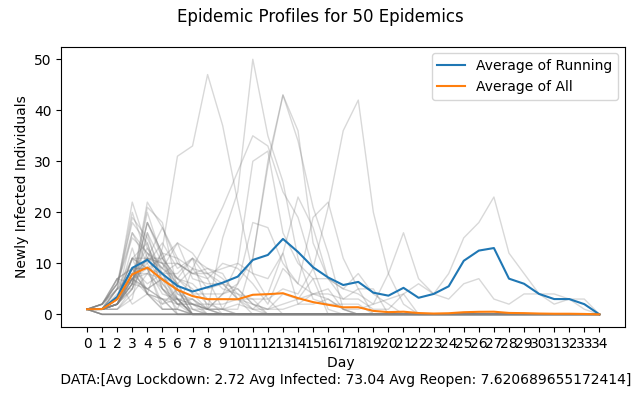 Epidemic Profiles for 50 Epidemics
Average of Running
Average of All
Newly Infected Individuals
50
40
30
20
10
0
0 1 2 3 4 5 6 7 8 9 10 11 12 13 14 15 16 17 18 19 20 21 22 23 24 25 26 27 28 29 30 31 32 33 34
Day
DATA:[Avg Lockdown: 2.72 Avg Infected: 73.04 Avg Reopen: 7.620689655172414]